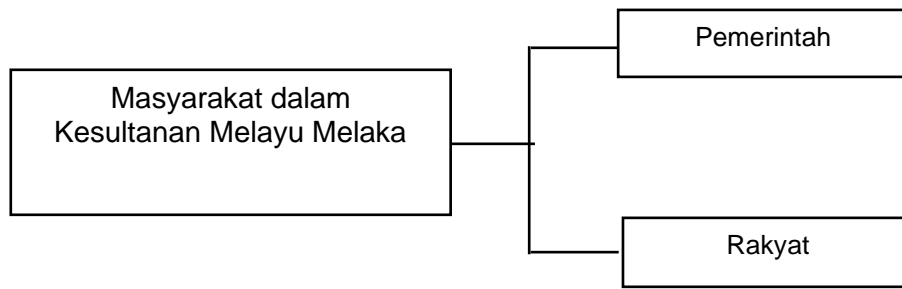 Pemerintah
Masyarakat dalam
Kesultanan Melayu Melaka
Rakyat